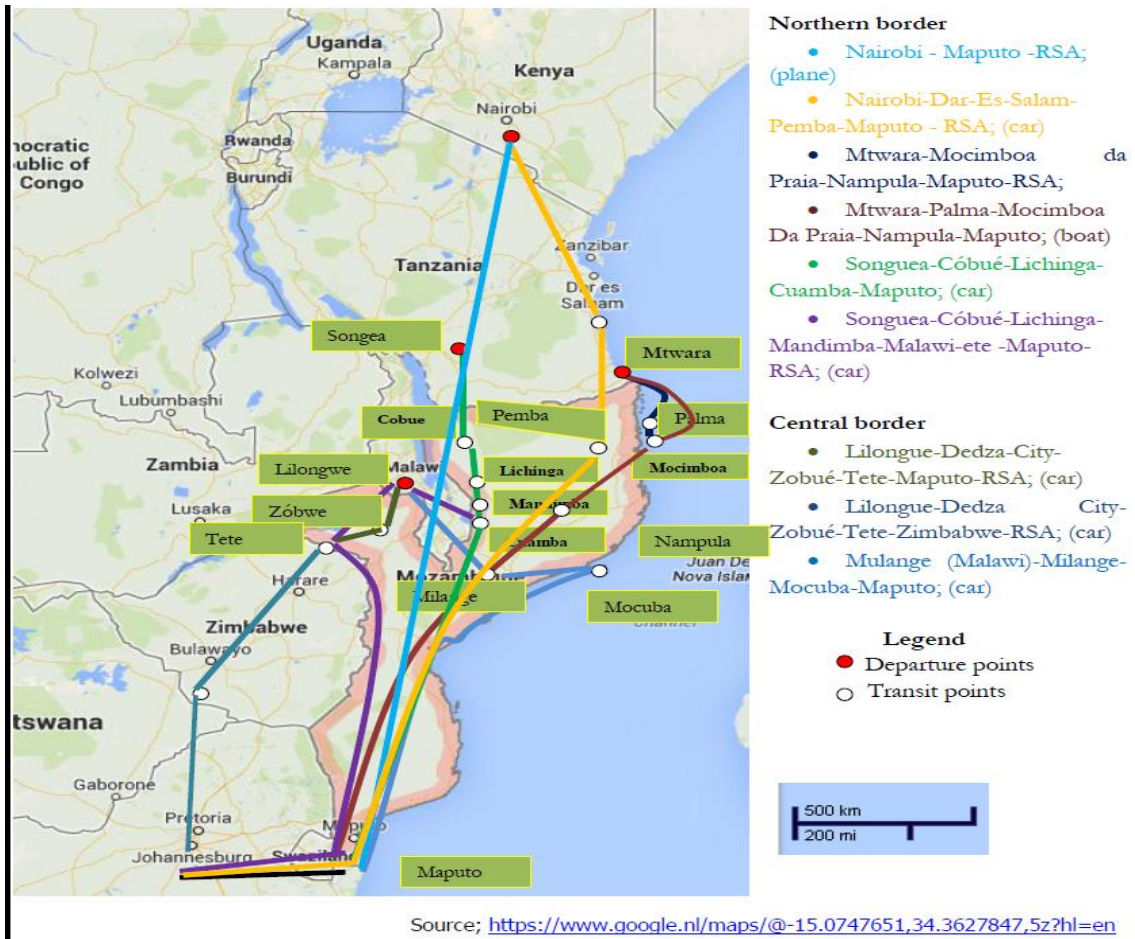 Uganda
Kampala
Kenya
Nairobi
Rwanda
Burundi
Congo
Tanzania
Zanzibar
Dar es
Salaam
Songea
Mtwara
Kolwezi
Lubumbashi
Cobue
Pemba
Palma
Zambia
Lilongwe
Malawi
Lichinga
Mocimboa
Lusaka
Zóbwe
Tete
Nampula
Juan De
Nova Islan
Harare
Milange
Mocuba
Channel
Zimbabwe
Bulawayo
tswana
Gaborone
Pretoria
Johannesburg
Maputo
Northern border
• Nairobi - Maputo -RSA;
(plane)
• Nairobi-Dar-Es-Salam-
Pemba-Maputo - RSA; (car)
• Mtwara-Mocimboa da
Praia-Nampula-Maputo-RSA;
• Mtwara-Palma-Mocimboa
Da Praia-Nampula-Maputo; (boat)
• Songuea-Cóbué-Lichinga-
Cuamba-Maputo; (car)
• Songuea-Cóbué-Lichinga-
Mandimba-Malawi-ete -Maputo-
RSA; (car)
Central border
• Lilongue-Dedza-City-
Zobué-Tete-Maputo-RSA; (car)
• Lilongue-Dedza City-
Zobué-Tete-Zimbabwe-RSA; (car)
• Mulange (Malawi)-Milange-
Mocuba-Maputo; (car)
Legend
Departure points
Transit points
500 km
200 mi
Source; https://www.google.nl/maps/@-15.0747651,34.3627847,5z?hl=en